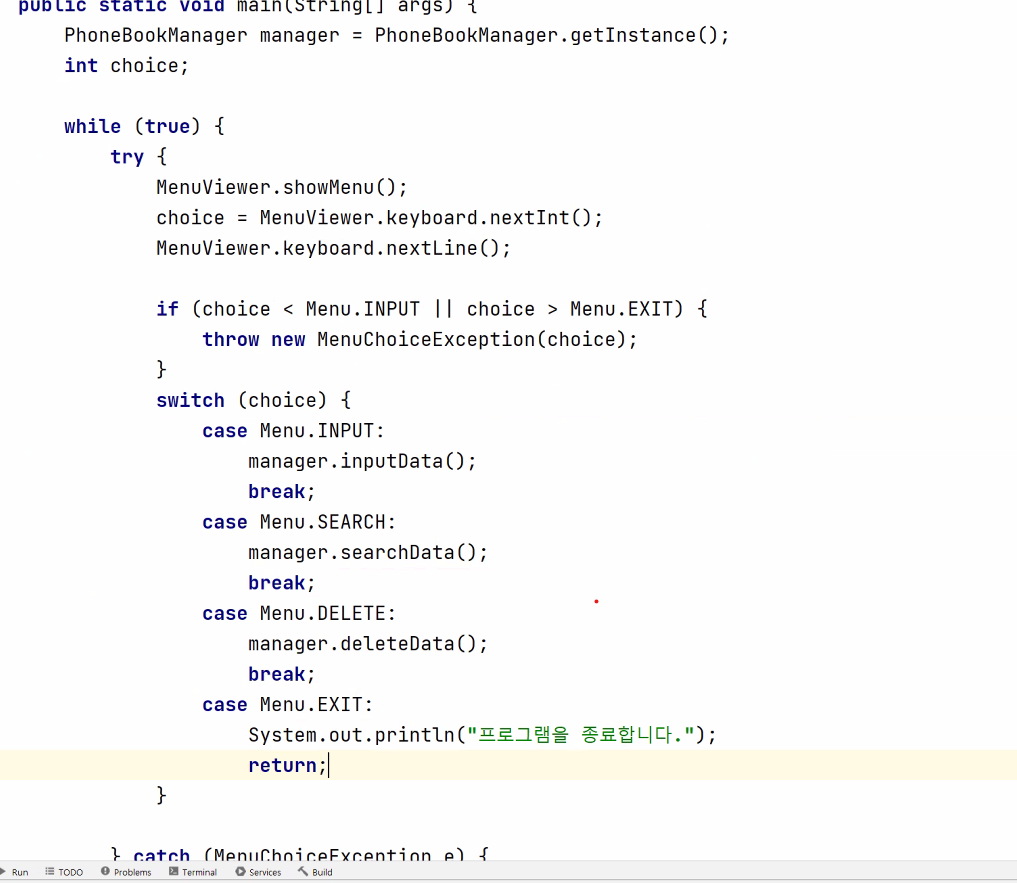 public static void main(String[] args) {
    PhoneBookManager manager = PhoneBookManager.getInstance();
    int choice;

    while (true) {
        try {
            MenuViewer.showMenu();
            choice = MenuViewer.keyboard.nextInt();
            MenuViewer.keyboard.nextLine();

            if (choice < Menu.INPUT || choice > Menu.EXIT) {
                throw new MenuChoiceException(choice);
            }
            switch (choice) {
                case Menu.INPUT:
                    manager.inputData();
                    break;
                case Menu.SEARCH:
                    manager.searchData();
                    break;
                case Menu.DELETE:
                    manager.deleteData();
                    break;
                case Menu.EXIT:
                    System.out.println("프로그램을 종료합니다.");
                    return;
            }

        } catch (MenuChoiceException e) {
Run TODO Problems Terminal Services Build